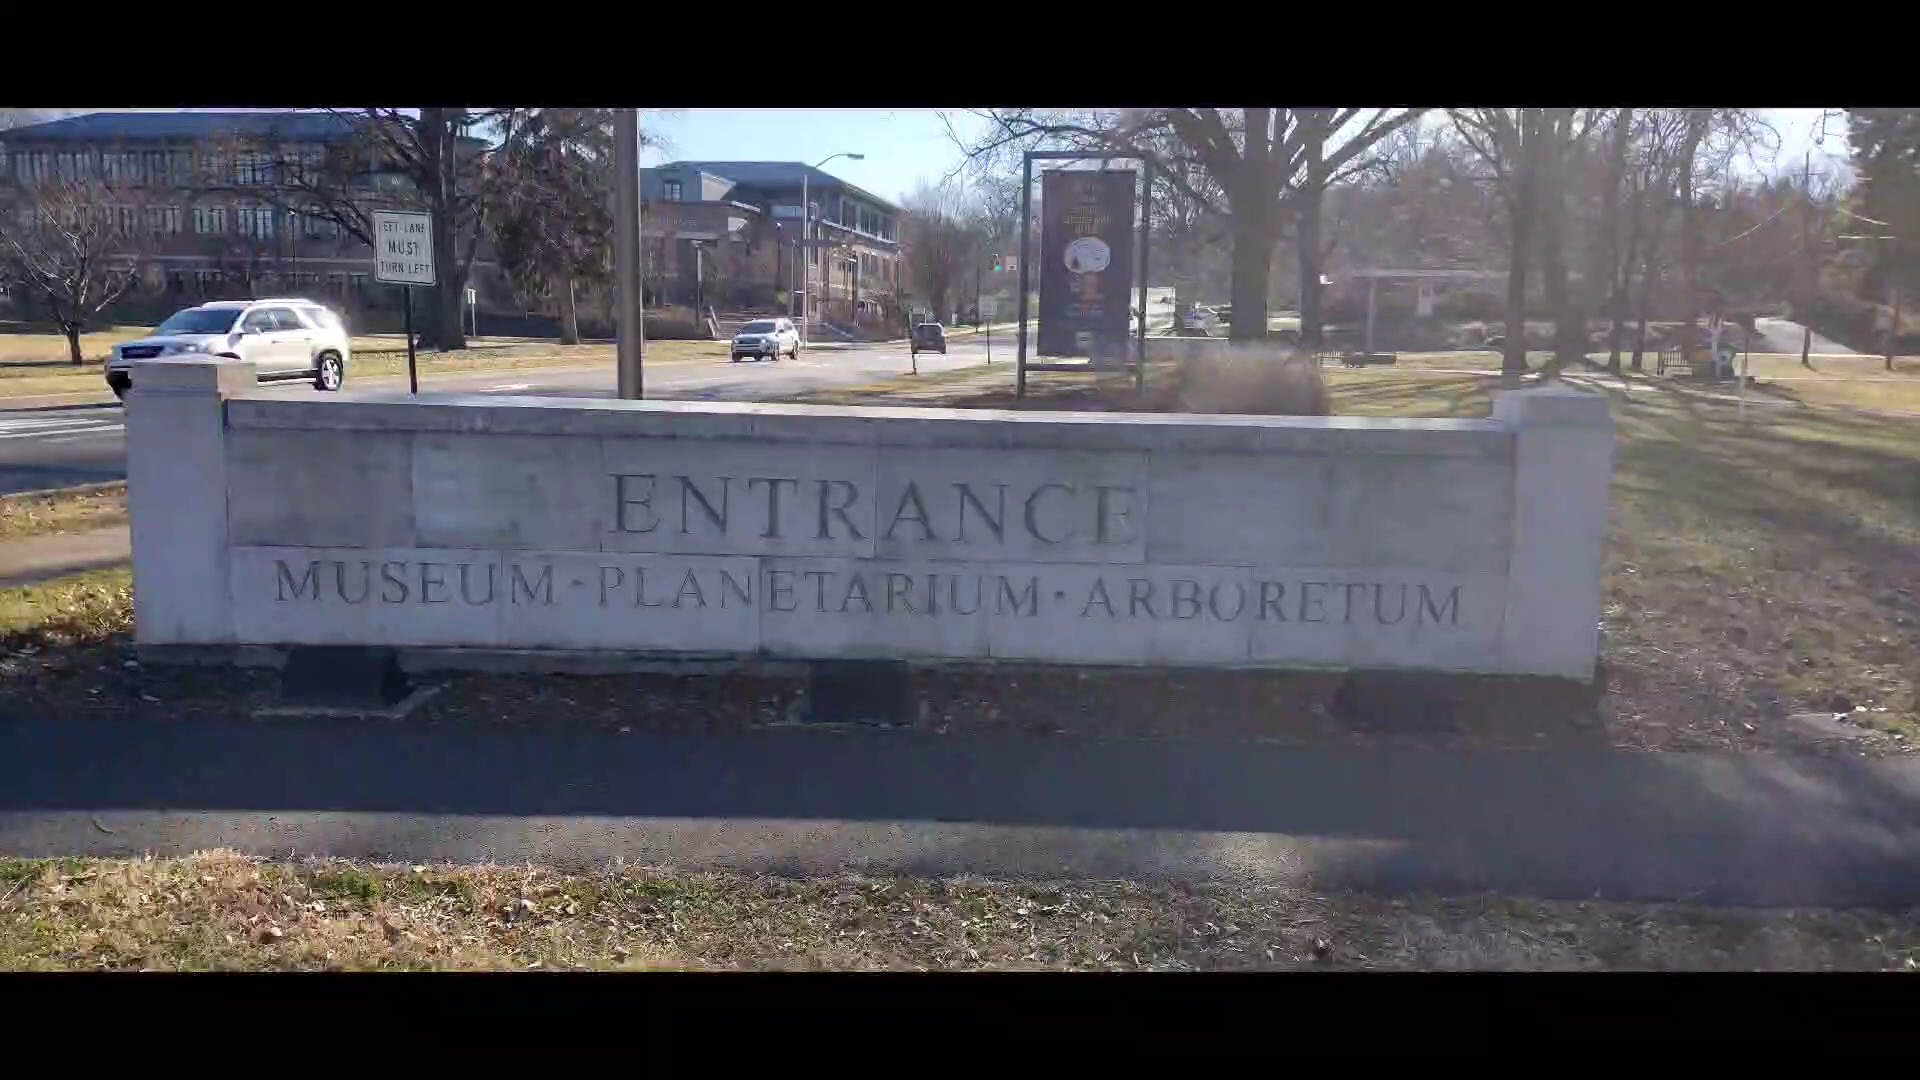 LEFT LANE
MUST
TURN LEFT
ENTRANCE
MUSEUM·PLANETARIUM·ARBORETUM